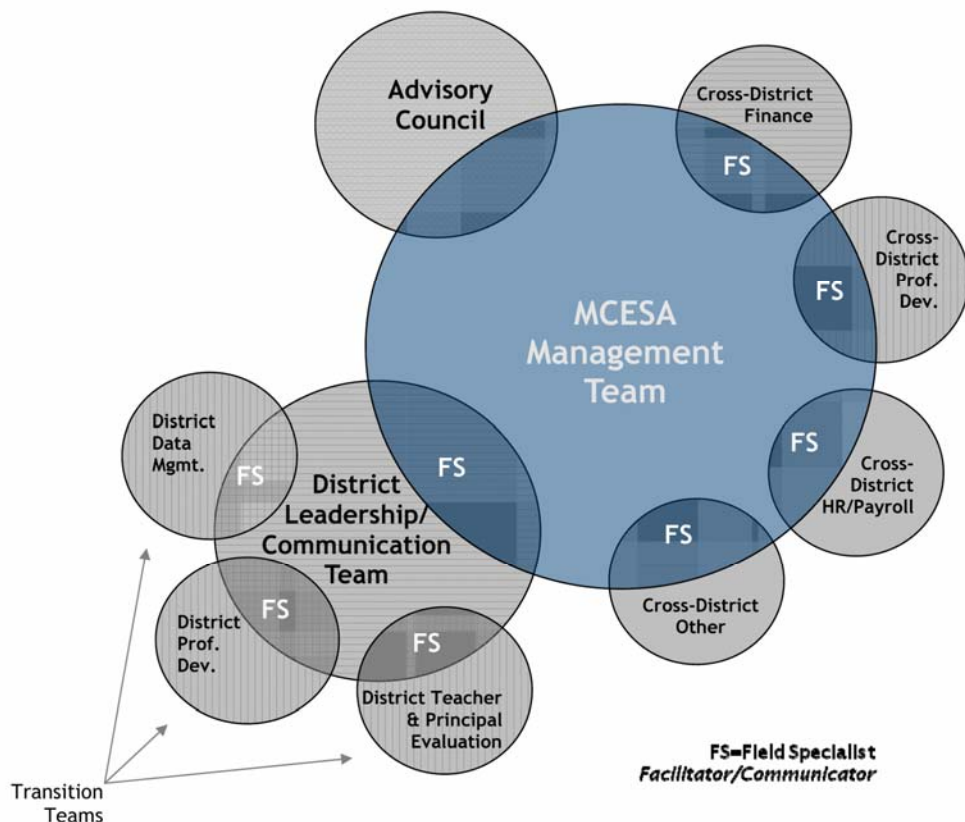 Advisory
Council
Cross-District
Finance
FS
Cross-
District
Prof.
Dev.
FS
MCESA
Management
Team
FS
Cross-
District
HR/Payroll
FS
Cross-District
Other
District
Data
Mgmt.
FS
FS
District
Leadership/
Communication
Team
District
Prof.
Dev.
FS
FS
District Teacher
& Principal
Evaluation
Transition
Teams
FS=Field Specialist
Facilitator/Communicator